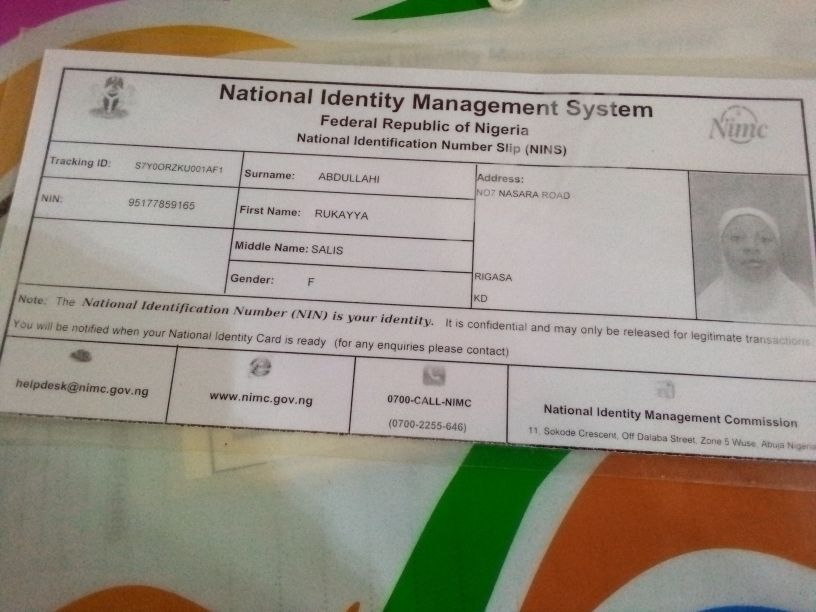 National Identity Management System
Federal Republic of Nigeria
National Identification Number Slip (NINS)
Nimc
Tracking ID: S7Y0ORZKU001AF1
NIN: 95177859165
Surname: ABDULLAHI
First Name: RUKAYYA
Middle Name: SALIS
Gender: F
Address:
NO7 NASARA ROAD
RIGASA
KD
Note: The National Identification Number (NIN) is your identity. It is confidential and may only be released for legitimate transactions.
You will be notified when your National Identity Card is ready (for any enquiries please contact)
helpdesk@nimc.gov.ng
www.nimc.gov.ng
0700-CALL-NIMC
(0700-2255-646)
National Identity Management Commission
11, Sokode Crescent, Off Dalaba Street, Zone 5 Wuse, Abuja Nigeria